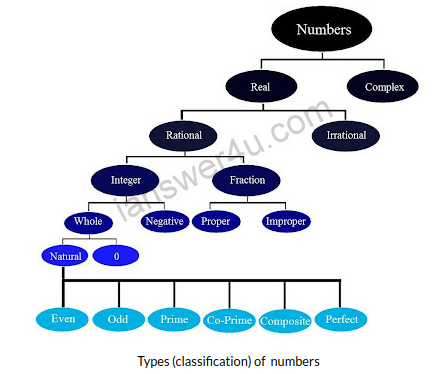 Numbers
Real
Complex
Rational
Irrational
Integer
Fraction
Whole
Negative
Proper
Improper
Natural
0
Even
Odd
Prime
Co-Prime
Composite
Perfect
ianswer4u.com
Types (classification) of numbers